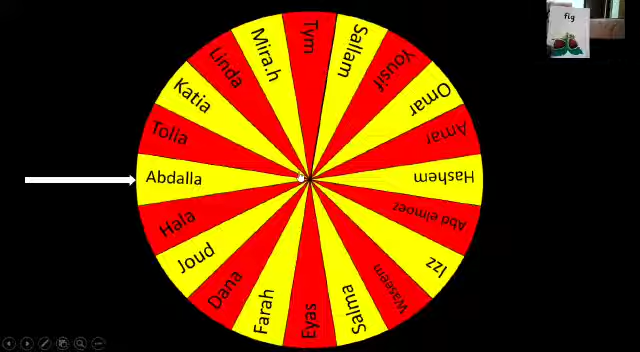 fig
Tym
Sallam
Yousif
Omar
Amar
Hashem
Abd elmoez
Izz
Waseem
Salma
Eyas
Farah
Dana
Joud
Hala
Abdalla
Tolla
Katia
Linda
Mira.h